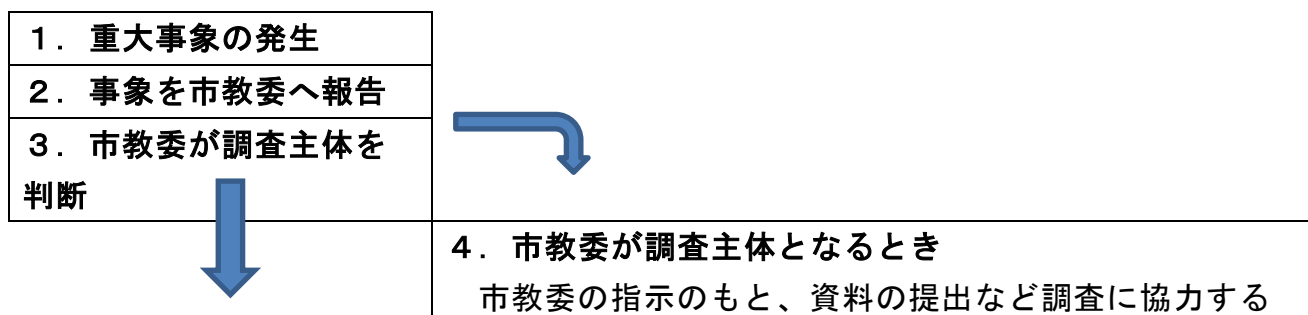 １．重大事象の発生
２．事象を市教委へ報告
３．市教委が調査主体を
判断
４．市教委が調査主体となるとき
市教委の指示のもと、資料の提出など調査に協力する